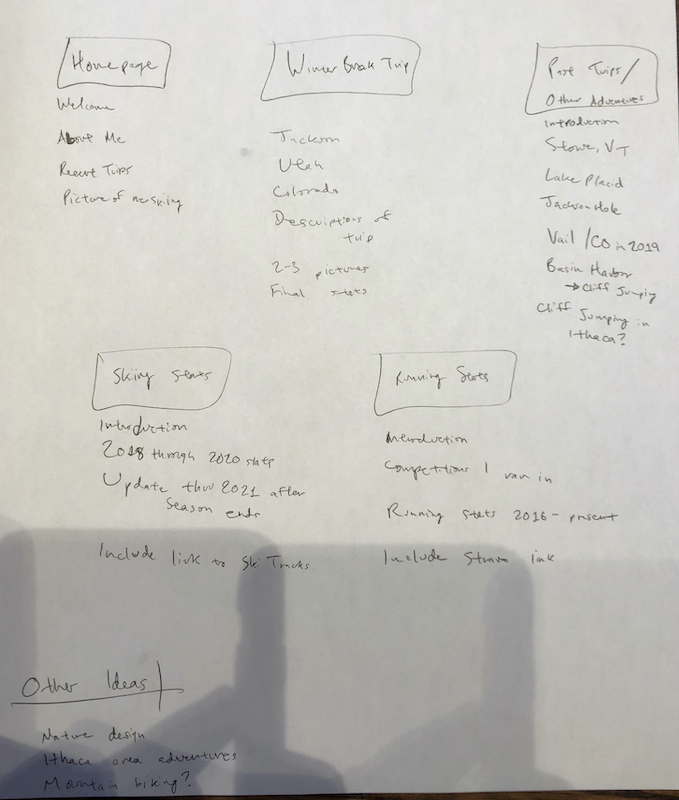 Homepage
Welcome
About Me
Recent Trips
Picture of me skiing
Winter Break Trip
Jackson
Utah
Colorado
Descriptions of
trip
2-3 pictures
Final stats
Past Trips/
Other Adventures
Introduction
Stowe, VT
Lake Placid
Jackson Hole
Vail /CO in 2019
Basin Harbor
→ Cliff Jumping
Cliff Jumping in
Ithaca?
Skiing Stats
Introduction
2018 through 2020 stats
Update thru 2021 after
Season ends
Include link to Ski Tracks
Running Stats
Introduction
Competitions I ran in
Running stats 2016 - present
Include Strava link
Other Ideas
Nature design
Ithaca area adventures
Mountain biking?